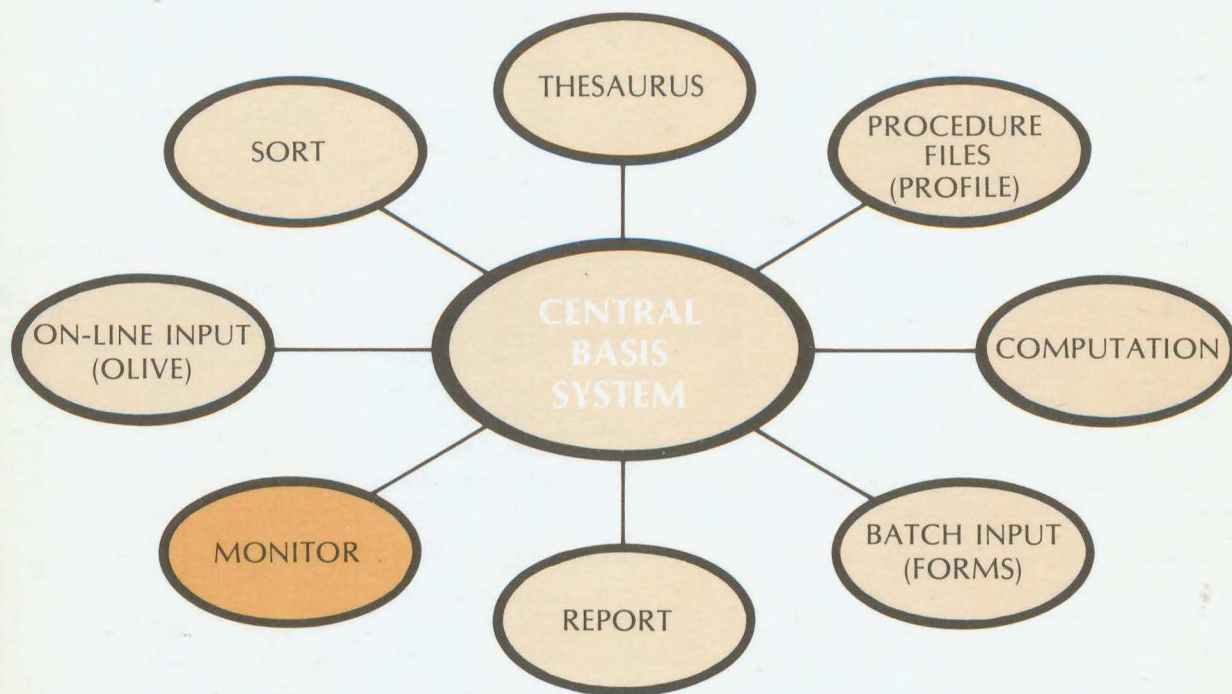 THESAURUS
SORT
PROCEDURE
FILES
(PROFILE)
ON-LINE INPUT
(OLIVE)
CENTRAL
BASIS
SYSTEM
COMPUTATION
MONITOR
BATCH INPUT
(FORMS)
REPORT